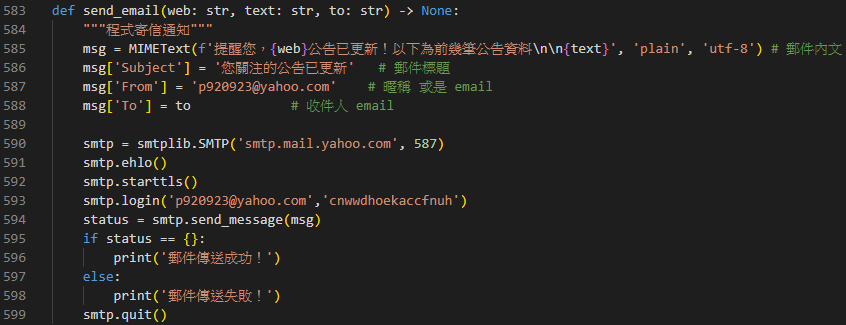 583 def send_email(web: str, text: str, to: str) -> None:
584 """程式寄信通知"""
585 msg = MIMEText(f'提醒您，{web}公告已更新！以下為前幾筆公告資料\n\n{text}', 'plain', 'utf-8') # 郵件內文
586 msg['Subject'] = '您關注的公告已更新' # 郵件標題
587 msg['From'] = 'p920923@yahoo.com' # 暱稱 或是 email
588 msg['To'] = to # 收件人 email
589
590 smtp = smtplib.SMTP('smtp.mail.yahoo.com', 587)
591 smtp.ehlo()
592 smtp.starttls()
593 smtp.login('p920923@yahoo.com','cnwwdhoekaccfnuh')
594 status = smtp.send_message(msg)
595 if status == {}:
596 print('郵件傳送成功！')
597 else:
598 print('郵件傳送失敗！')
599 smtp.quit()